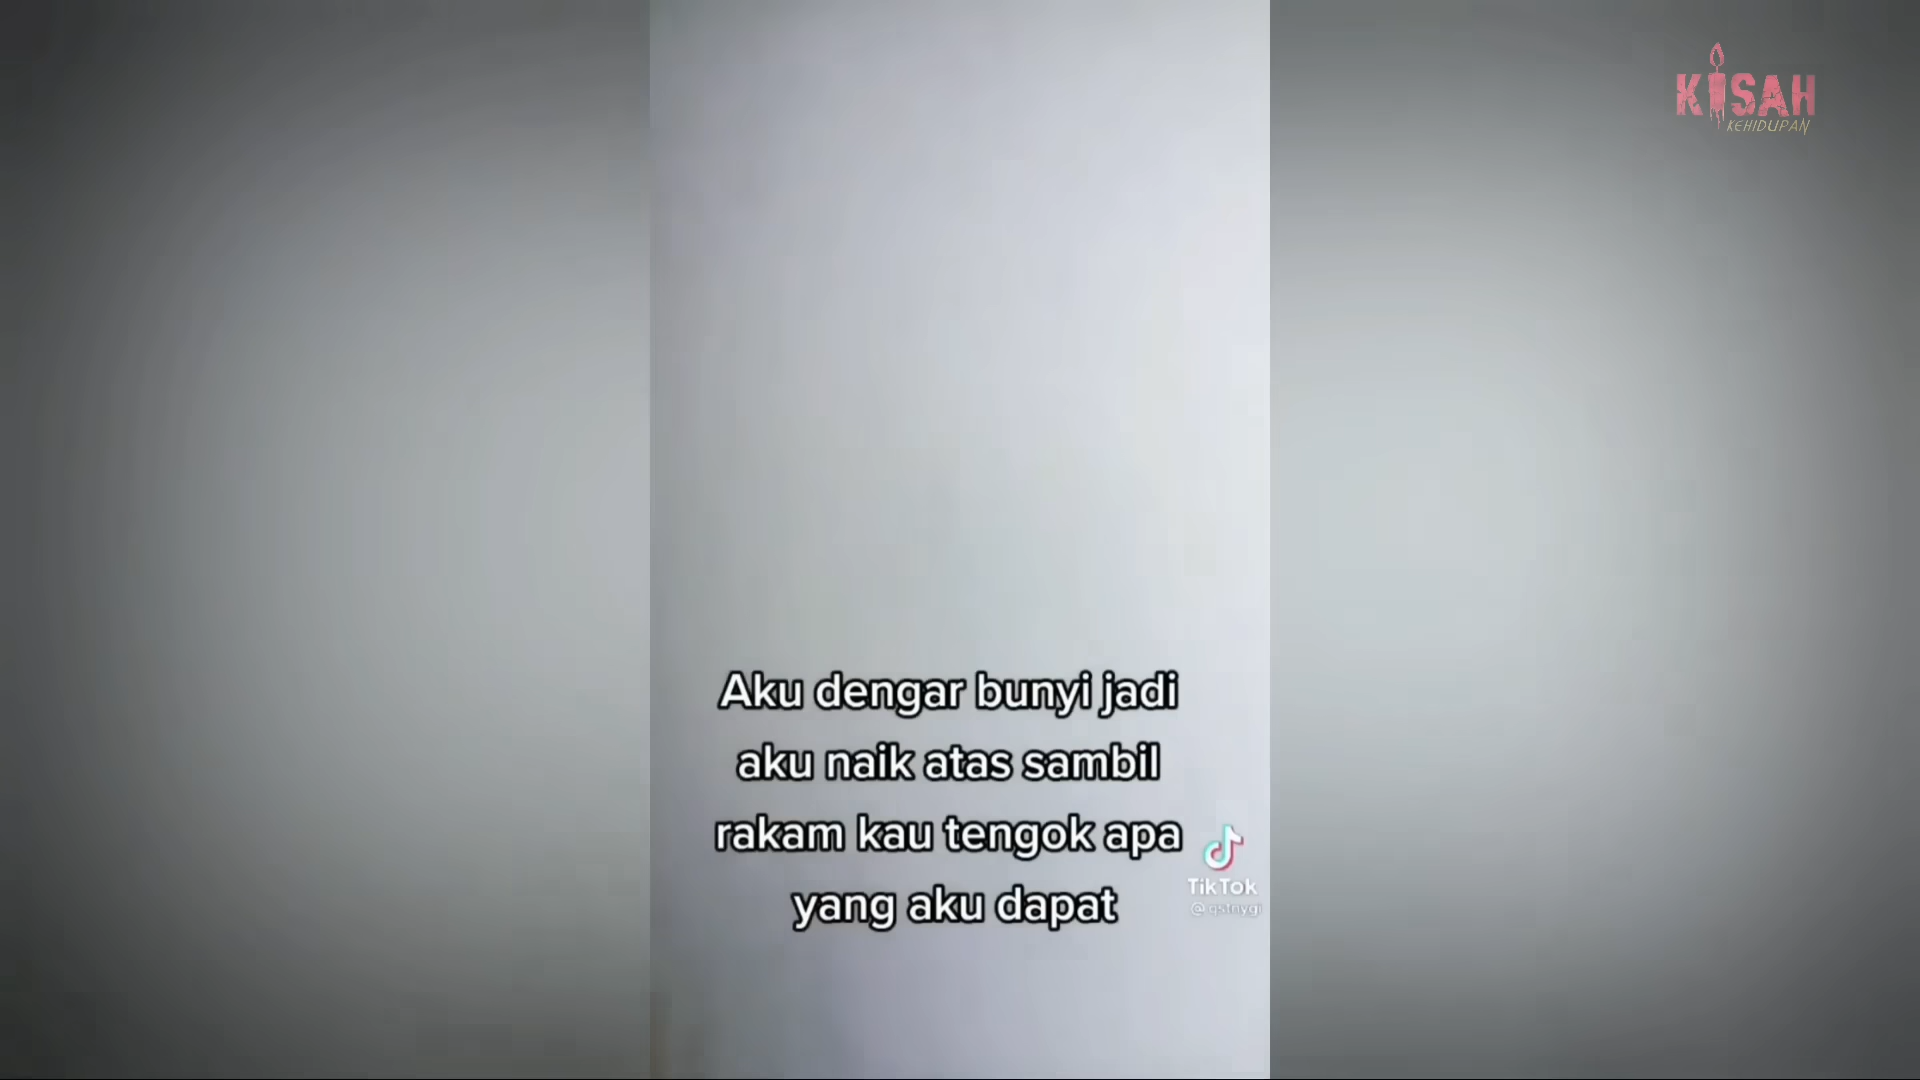 KISAH
KEHIDUPAN
Aku dengar bunyi jadi
aku naik atas sambil
rakam kau tengok apa
yang aku dapat
TikTok